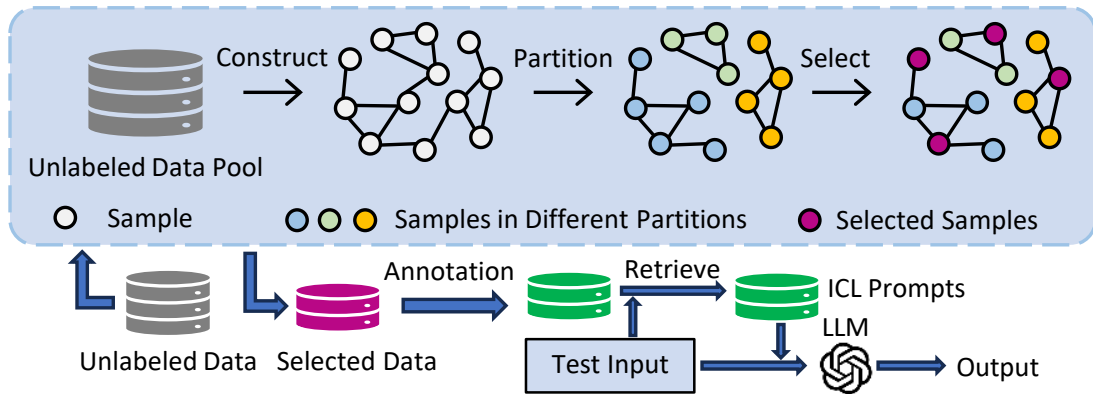 Construct
Partition
Select
Unlabeled Data Pool
Sample
Samples in Different Partitions
Selected Samples
Annotation
Retrieve
ICL Prompts
LLM
Unlabeled Data
Selected Data
Test Input
Output